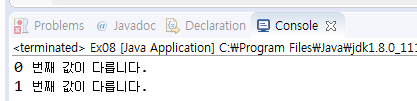 Problems @ Javadoc Declaration Console
<terminated> Ex08 [Java Application] C:₩Program Files₩Java₩jdk1.8.0_11
0 번째 값이 다릅니다.
1 번째 값이 다릅니다.